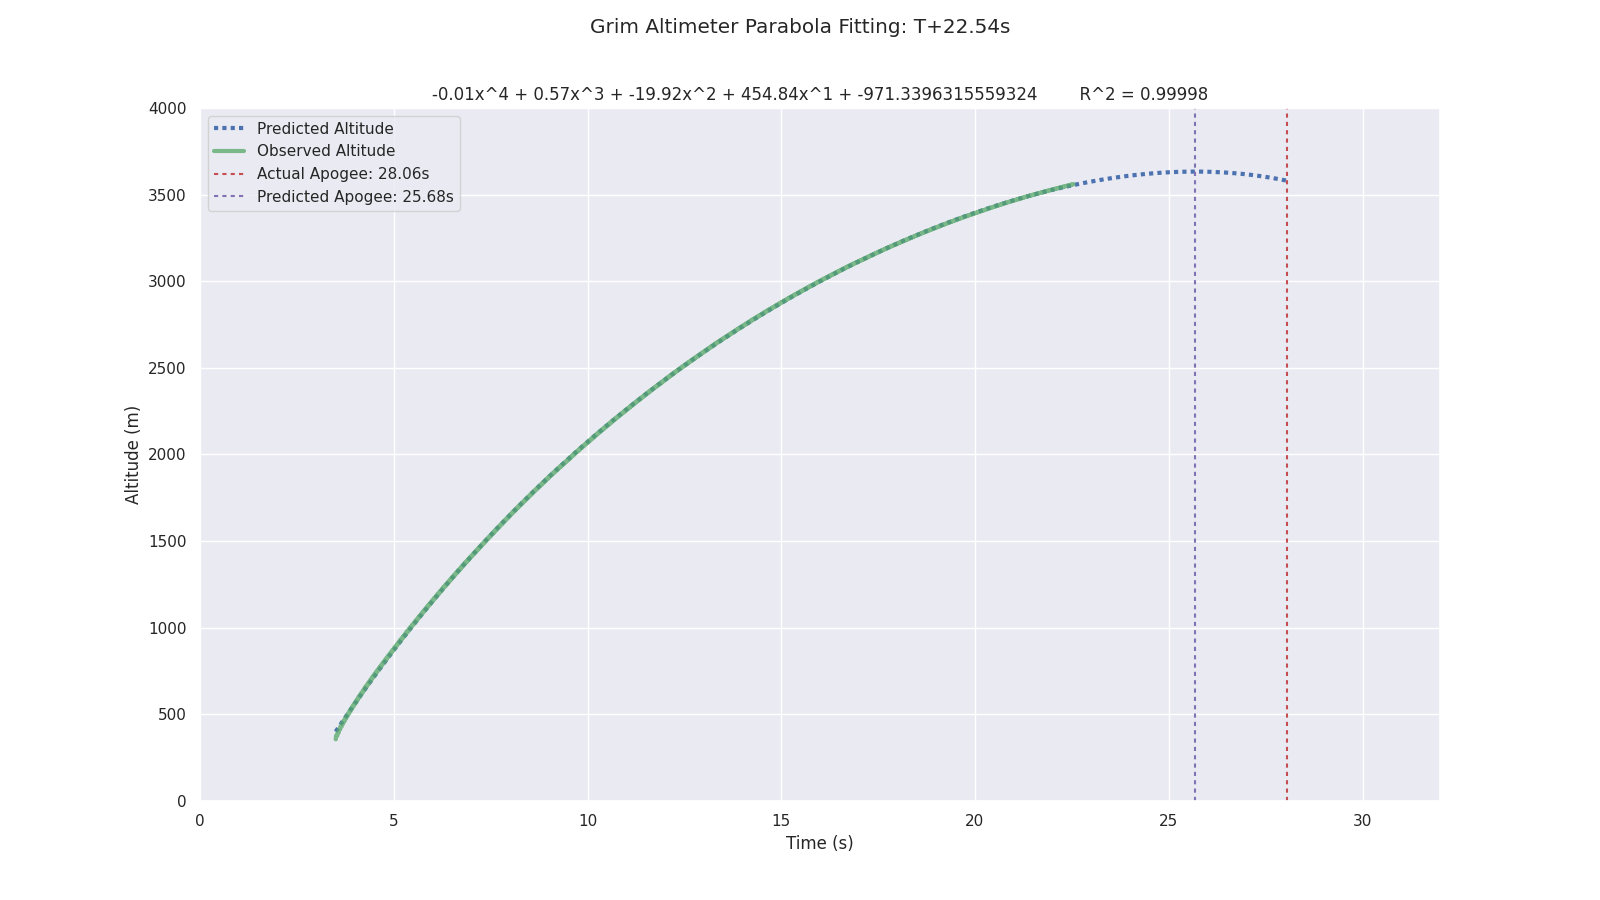 Grim Altimeter Parabola Fitting: T+22.54s
-0.01x^4 + 0.57x^3 + -19.92x^2 + 454.84x^1 + -971.3396315559324 R^2 = 0.99998
Predicted Altitude
Observed Altitude
Actual Apogee: 28.06s
Predicted Apogee: 25.68s
4000
3500
3000
2500
2000
1500
1000
500
0
Altitude (m)
0 5 10 15 20 25 30
Time (s)